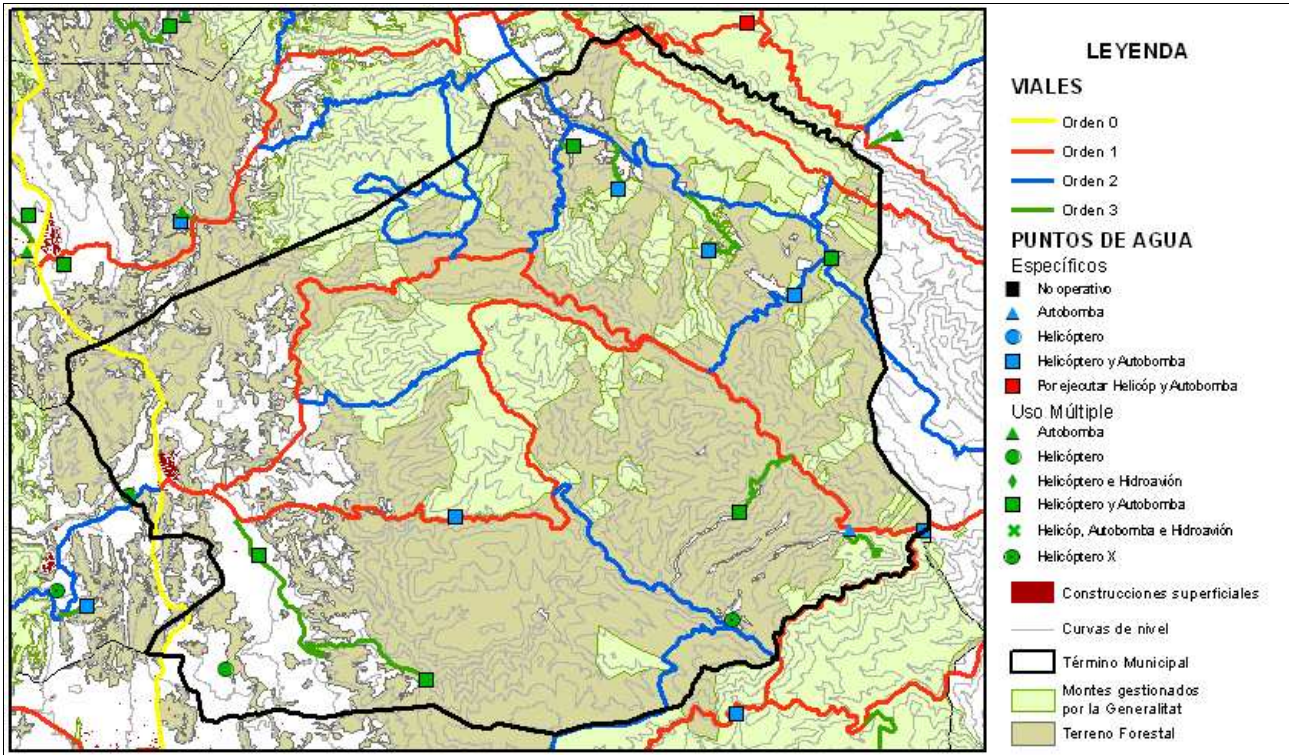 LEYENDA
VIALES
Orden 0
Orden 1
Orden 2
Orden 3
PUNTOS DE AGUA
Específicos
No operativo
Autobomba
Helicóptero
Helicóptero y Autobomba
Por ejecutar Helicóp y Autobomba
Uso Múltiple
Autobomba
Helicóptero
Helicóptero e Hidroavión
Helicóptero y Autobomba
Helicóp, Autobomba e Hidroavión
Helicóptero X
Construcciones superficiales
Curvas de nivel
Término Municipal
Montes gestionados
por la Generalitat
Terreno Forestal